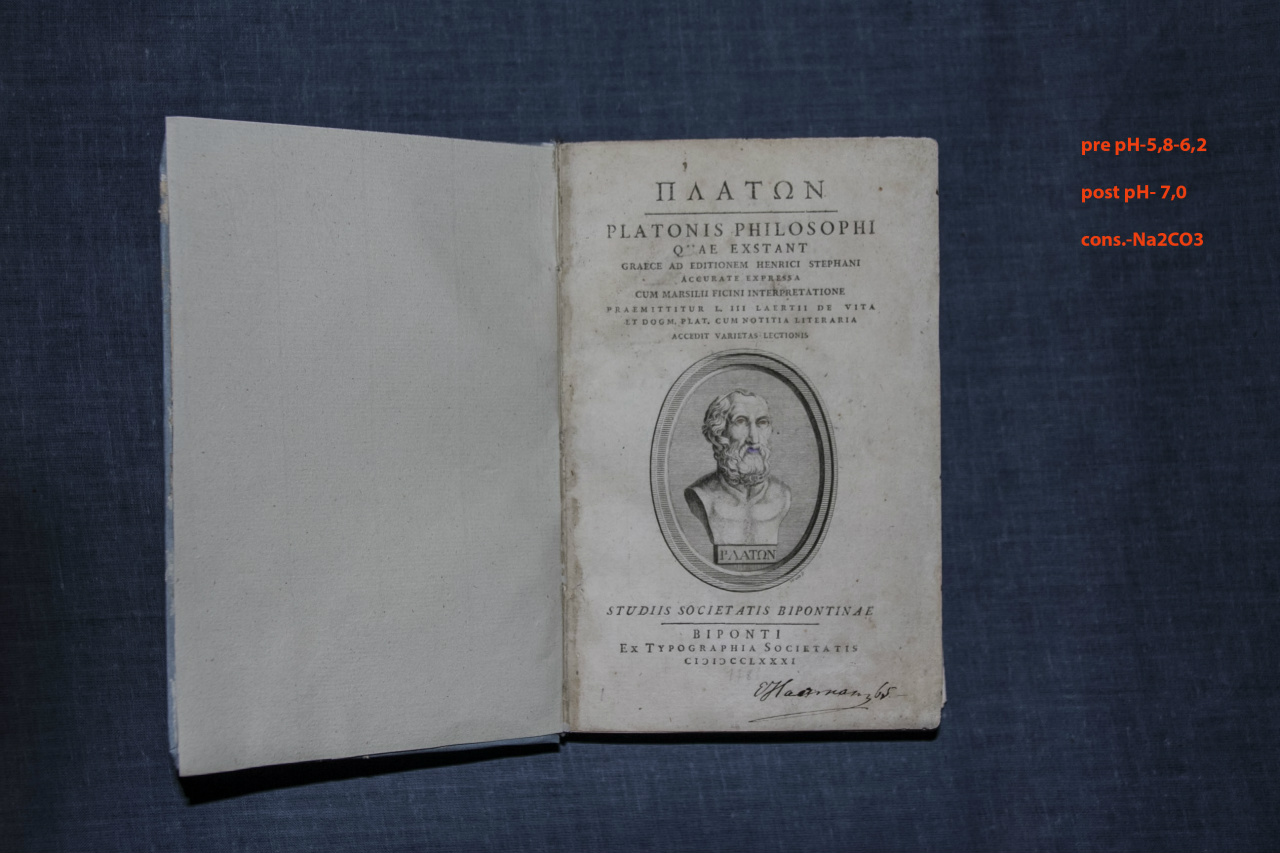 ΠΛΑΤΩΝ
PLATONIS PHILOSOPHI
QUAE EXSTANT
GRAECE AD EDITIONEM HENRICI STEPHANI
ACCURATE EXPRESSA
CUM MARSILII FICINI INTERPRETATIONE
PRAEMITTITUR L. III LAERTII DE VITA
ET DOGM. PLAT. CUM NOTITIA LITERARIA
ACCEDIT VARIETAS LECTIONIS
ΠΛΑΤΩΝ
STUDIIS SOCIETATIS BIPONTINAE
BIPONTI
EX TYPOGRAPHIA SOCIETATIS
CIƆIƆCCLXXXI
pre pH-5,8-6,2
post pH- 7,0
cons.-Na2CO3